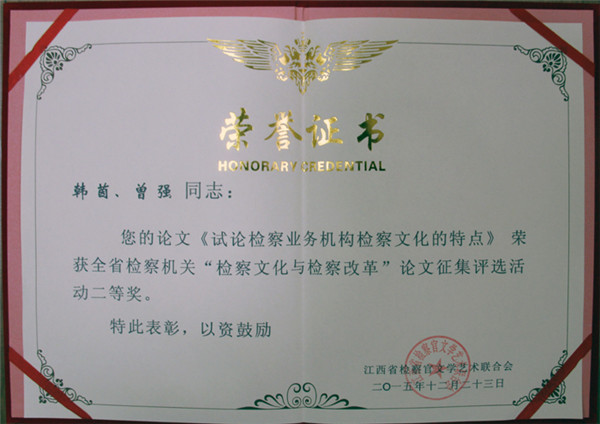 荣誉证书
HONORARY CREDENTIAL
韩茵、曾强 同志：
您的论文《试论检察业务机构检察文化的特点》 荣
获全省检察机关“检察文化与检察改革”论文征集评选活
动二等奖。
特此表彰，以资鼓励
江西省检察官文学艺术联合会
二〇一五年十二月二十三日